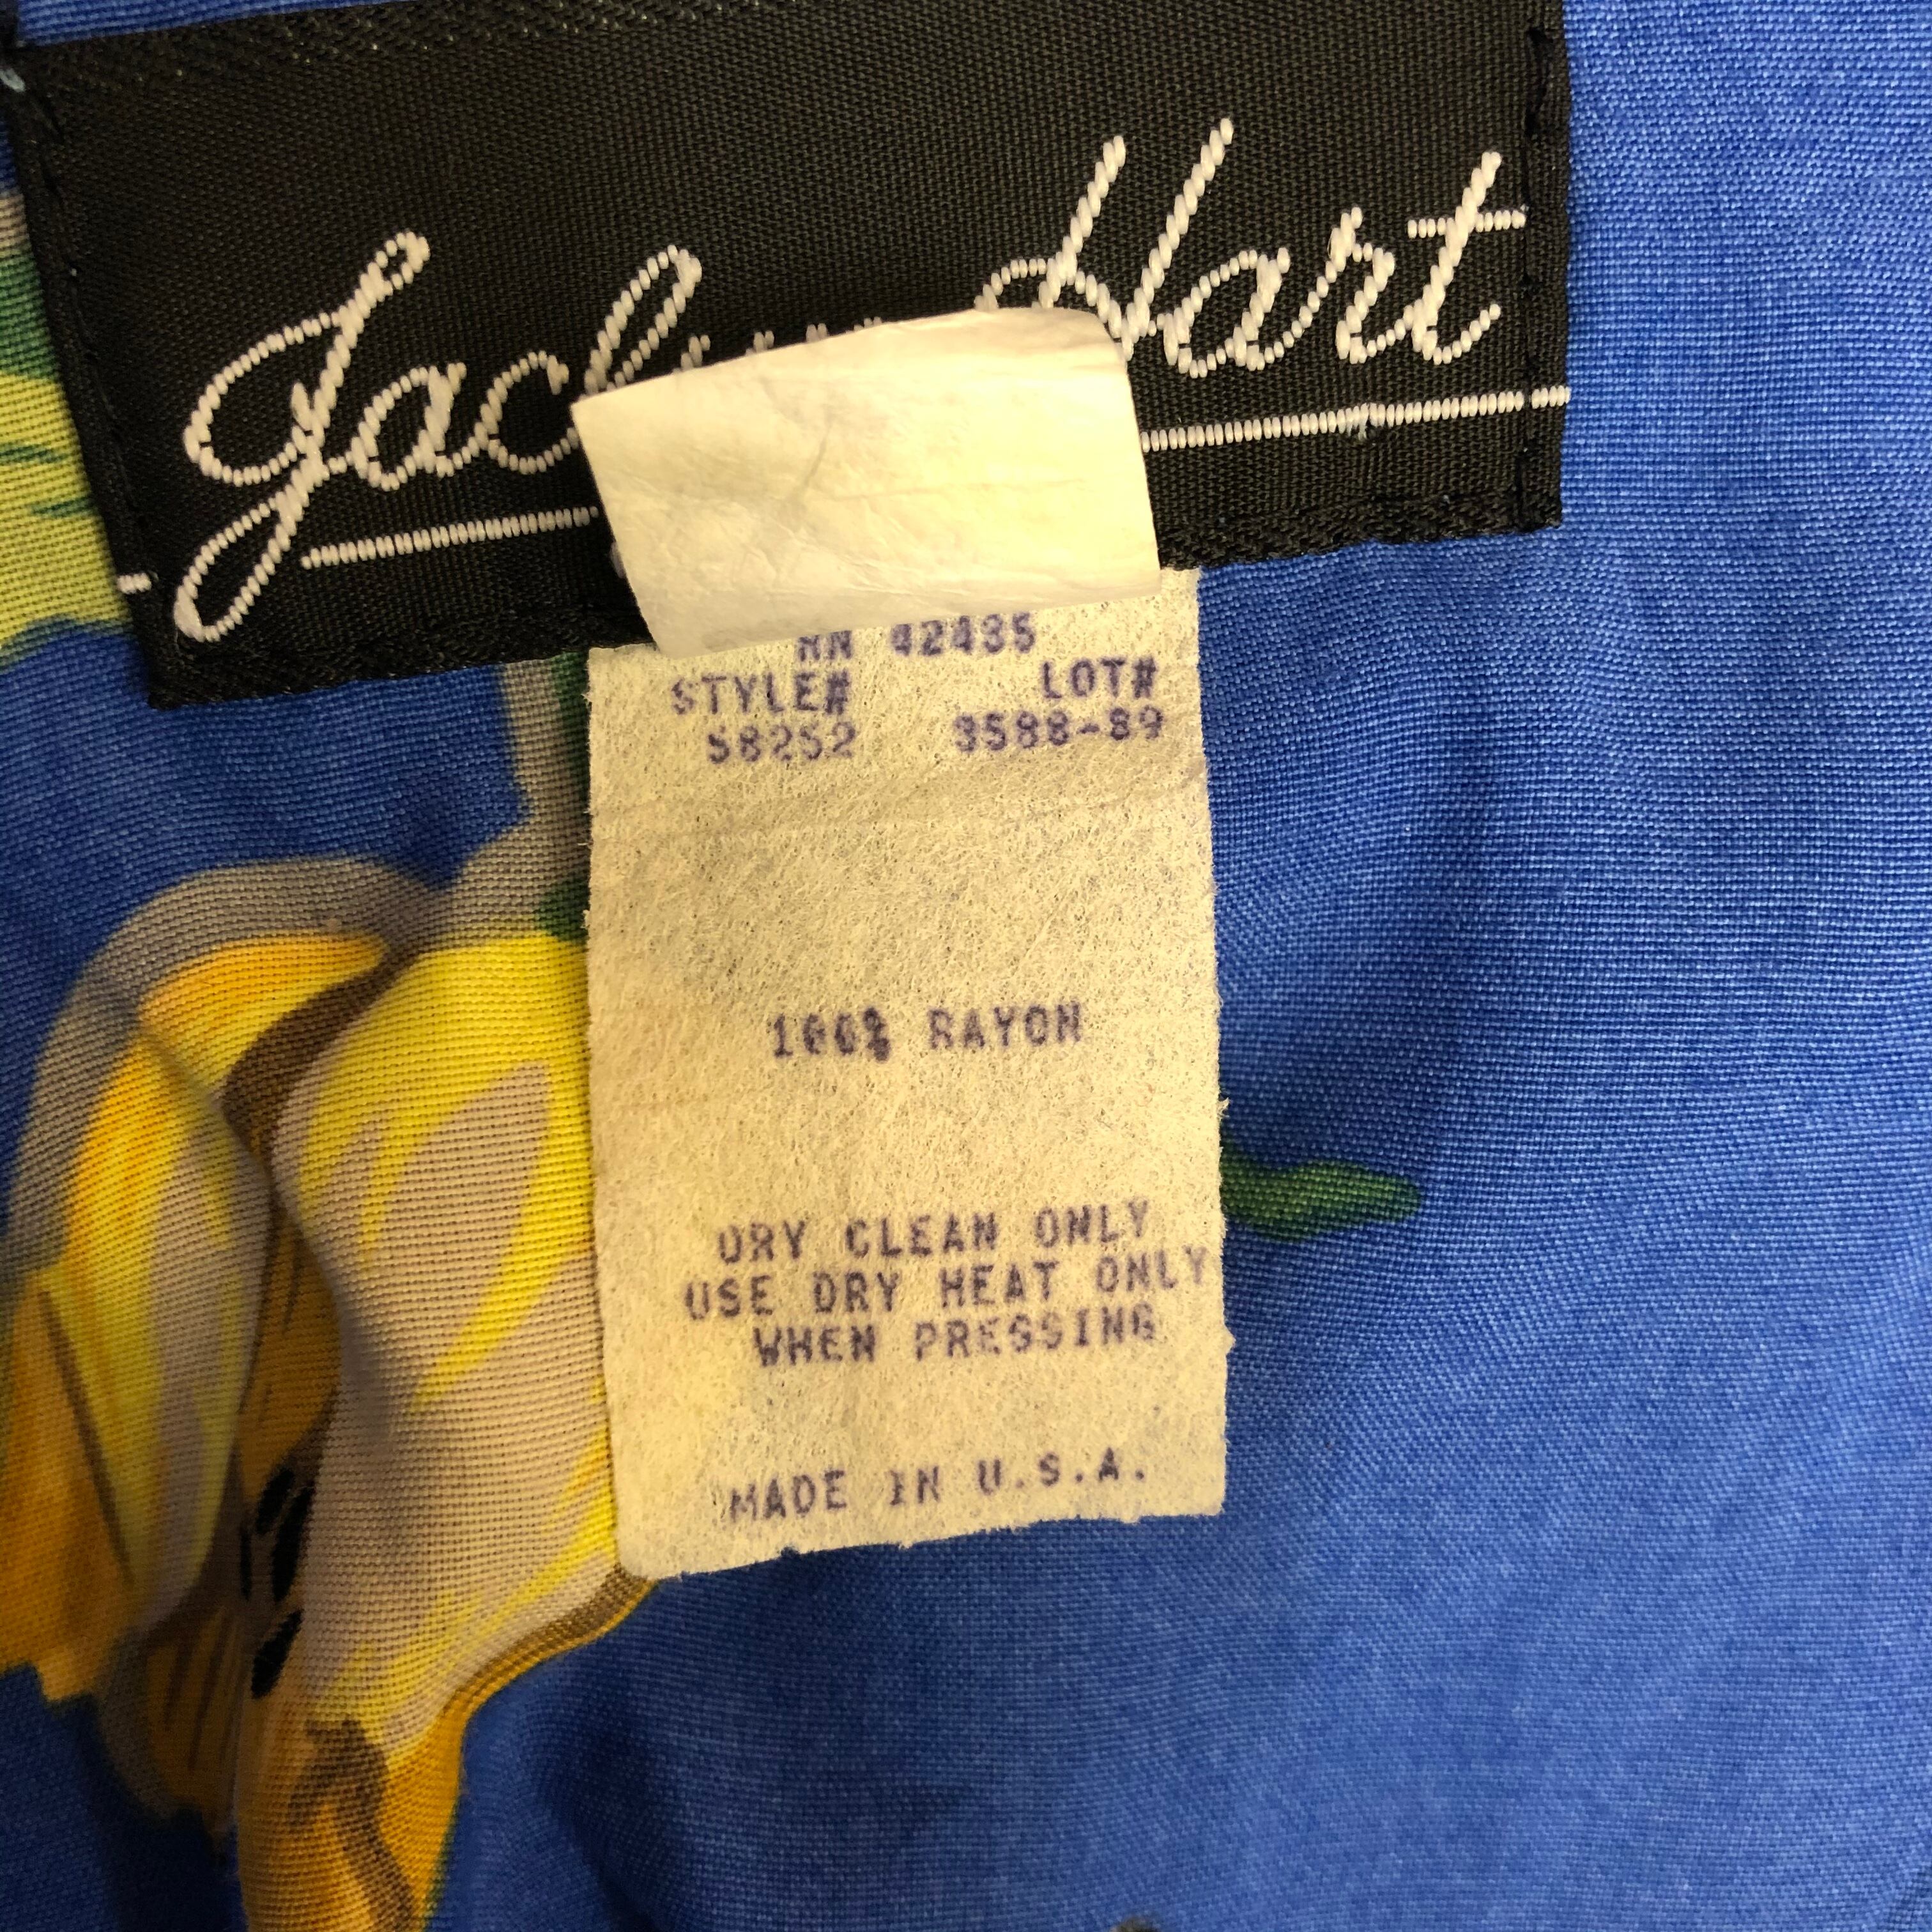 Hart
RN 42435
STYLE# LOT#
58252 3588-89
100% RAYON
DRY CLEAN ONLY
USE DRY HEAT ONLY
WHEN PRESSING
MADE IN U.S.A.